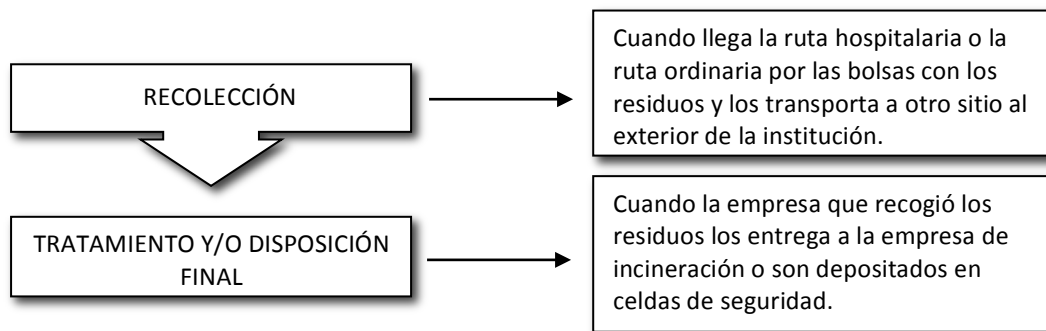 RECOLECCIÓN
Cuando llega la ruta hospitalaria o la
ruta ordinaria por las bolsas con los
residuos y los transporta a otro sitio al
exterior de la institución.
TRATAMIENTO Y/O DISPOSICIÓN
FINAL
Cuando la empresa que recogió los
residuos los entrega a la empresa de
incineración o son depositados en
celdas de seguridad.